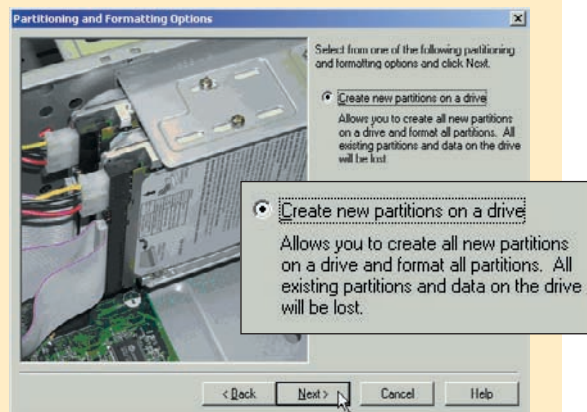 Partitioning and Formatting Options
Select from one of the following partitioning
and formatting options and click Next.
Create new partitions on a drive
Allows you to create all new partitions
on a drive and format all partitions. All
existing partitions and data on the drive
will be lost.
Create new partitions on a drive
Allows you to create all new partitions
on a drive and format all partitions. All
existing partitions and data on the drive
will be lost.
< Back
Next >
Cancel
Help